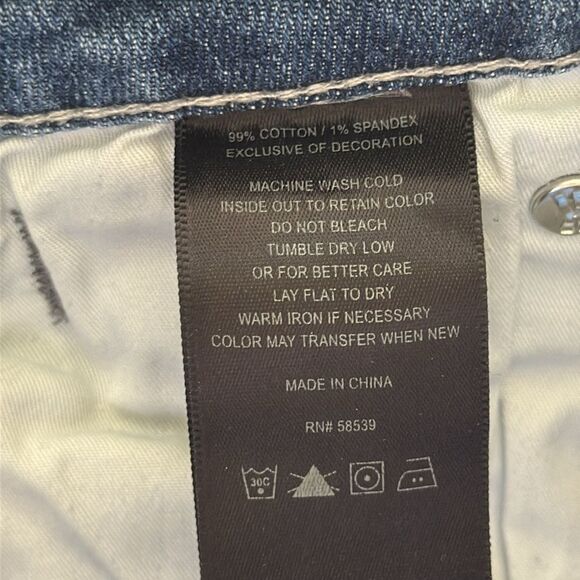 99% COTTON / 1% SPANDEX
EXCLUSIVE OF DECORATION
MACHINE WASH COLD
INSIDE OUT TO RETAIN COLOR
DO NOT BLEACH
TUMBLE DRY LOW
OR FOR BETTER CARE
LAY FLAT TO DRY
WARM IRON IF NECESSARY
COLOR MAY TRANSFER WHEN NEW
MADE IN CHINA
RN# 58539
30C